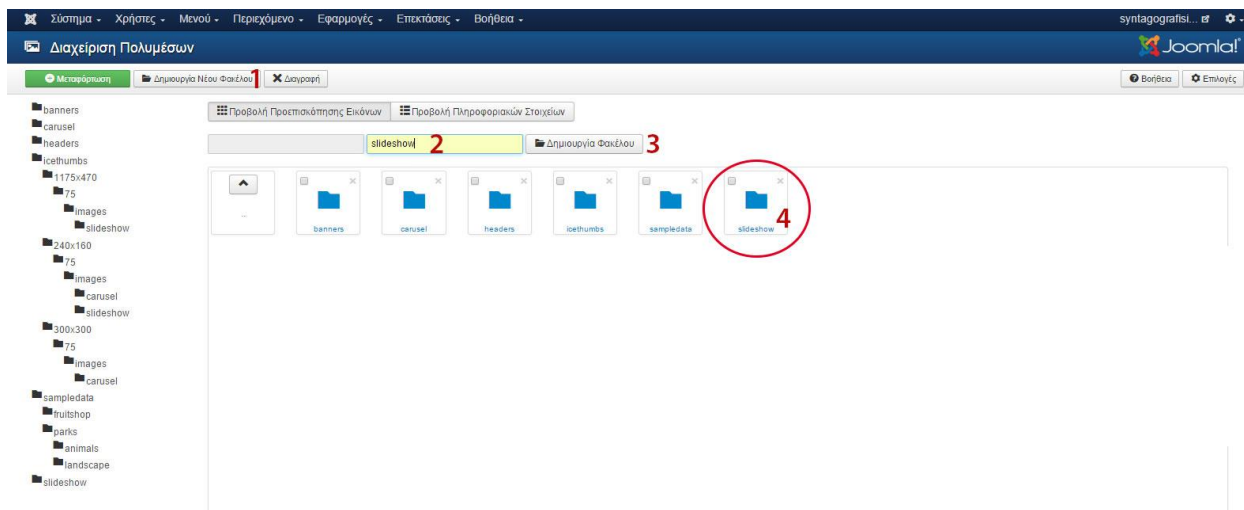 Σύστημα Χρήστες Μενού Περιεχόμενο Εφαρμογές Επεκτάσεις Βοήθεια syntagografisi...
Διαχείριση Πολυμέσων Joomla!
Μεταφόρτωση Δημιουργία Νέου Φακέλου 1 Διαγραφή Βοήθεια Επιλογές
banners
carusel
headers
icethumbs
1175x470
75
images
slideshow
240x160
75
images
carusel
slideshow
300x300
75
images
carusel
sampledata
fruitshop
parks
animals
landscape
slideshow
Προβολή Προεπισκόπησης Εικόνων Προβολή Πληροφοριακών Στοιχείων
slideshow 2 Δημιουργία Φακέλου 3
.. banners carusel headers icethumbs sampledata slideshow 4